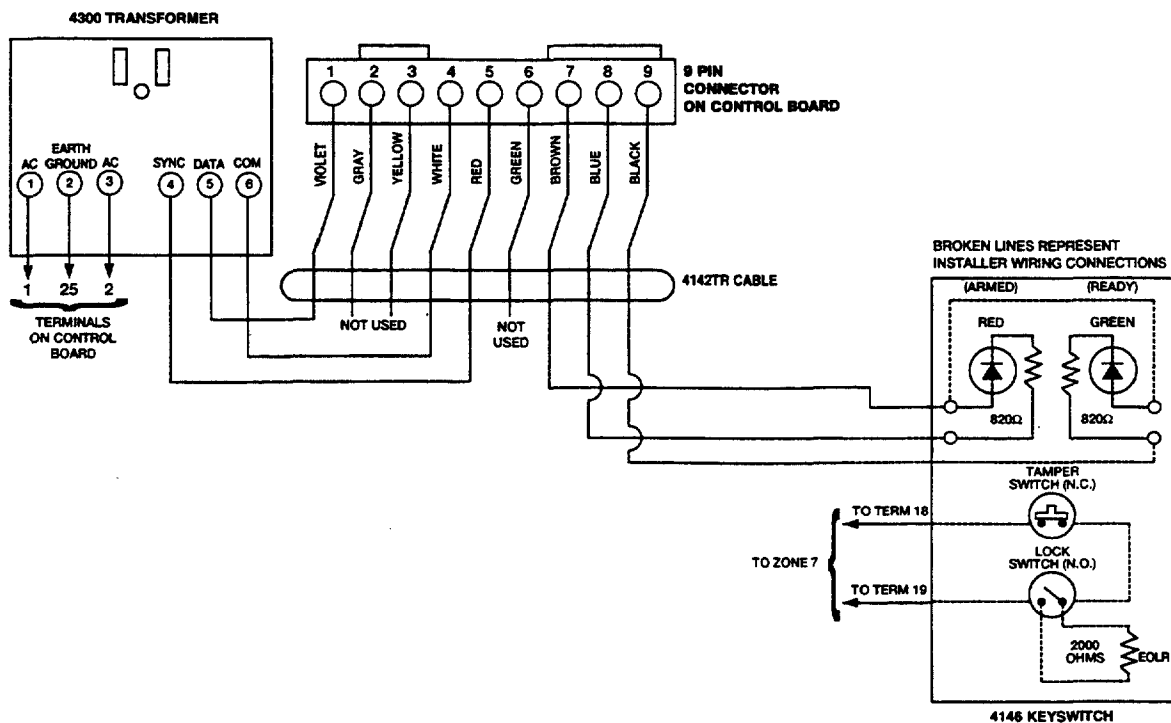 4300 TRANSFORMER
1 2 3 4 5 6 7 8 9
9 PIN
CONNECTOR
ON CONTROL BOARD
VIOLET
GRAY
YELLOW
WHITE
RED
GREEN
BROWN
BLUE
BLACK
EARTH
AC GROUND AC
SYNC DATA COM
1 2 3 4 5 6
1 25 2
TERMINALS
ON CONTROL
BOARD
NOT USED
NOT
USED
4142TR CABLE
BROKEN LINES REPRESENT
INSTALLER WIRING CONNECTIONS
(ARMED) (READY)
RED GREEN
820Ω 820Ω
TAMPER
SWITCH (N.C.)
TO TERM 18
TO ZONE 7
LOCK
SWITCH (N.O.)
TO TERM 19
2000
OHMS
EOLR
4146 KEYSWITCH